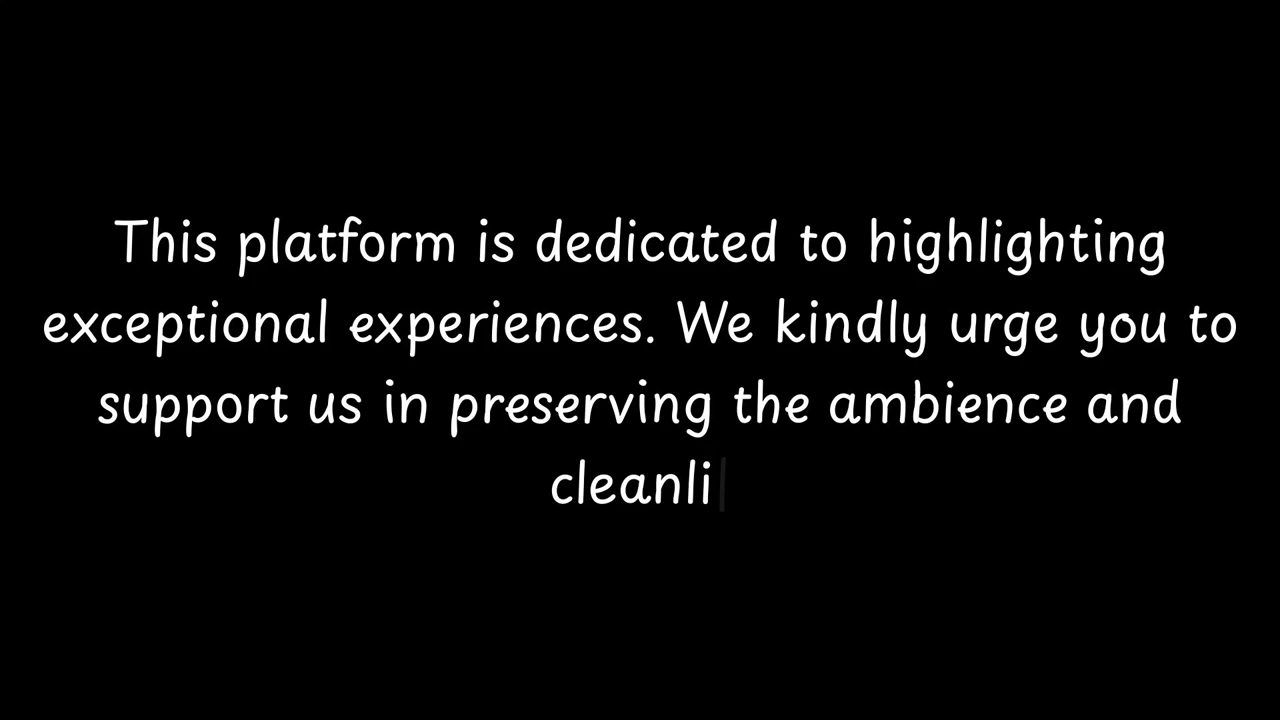 This platform is dedicated to highlighting
exceptional experiences. We kindly urge you to
support us in preserving the ambience and
cleanli